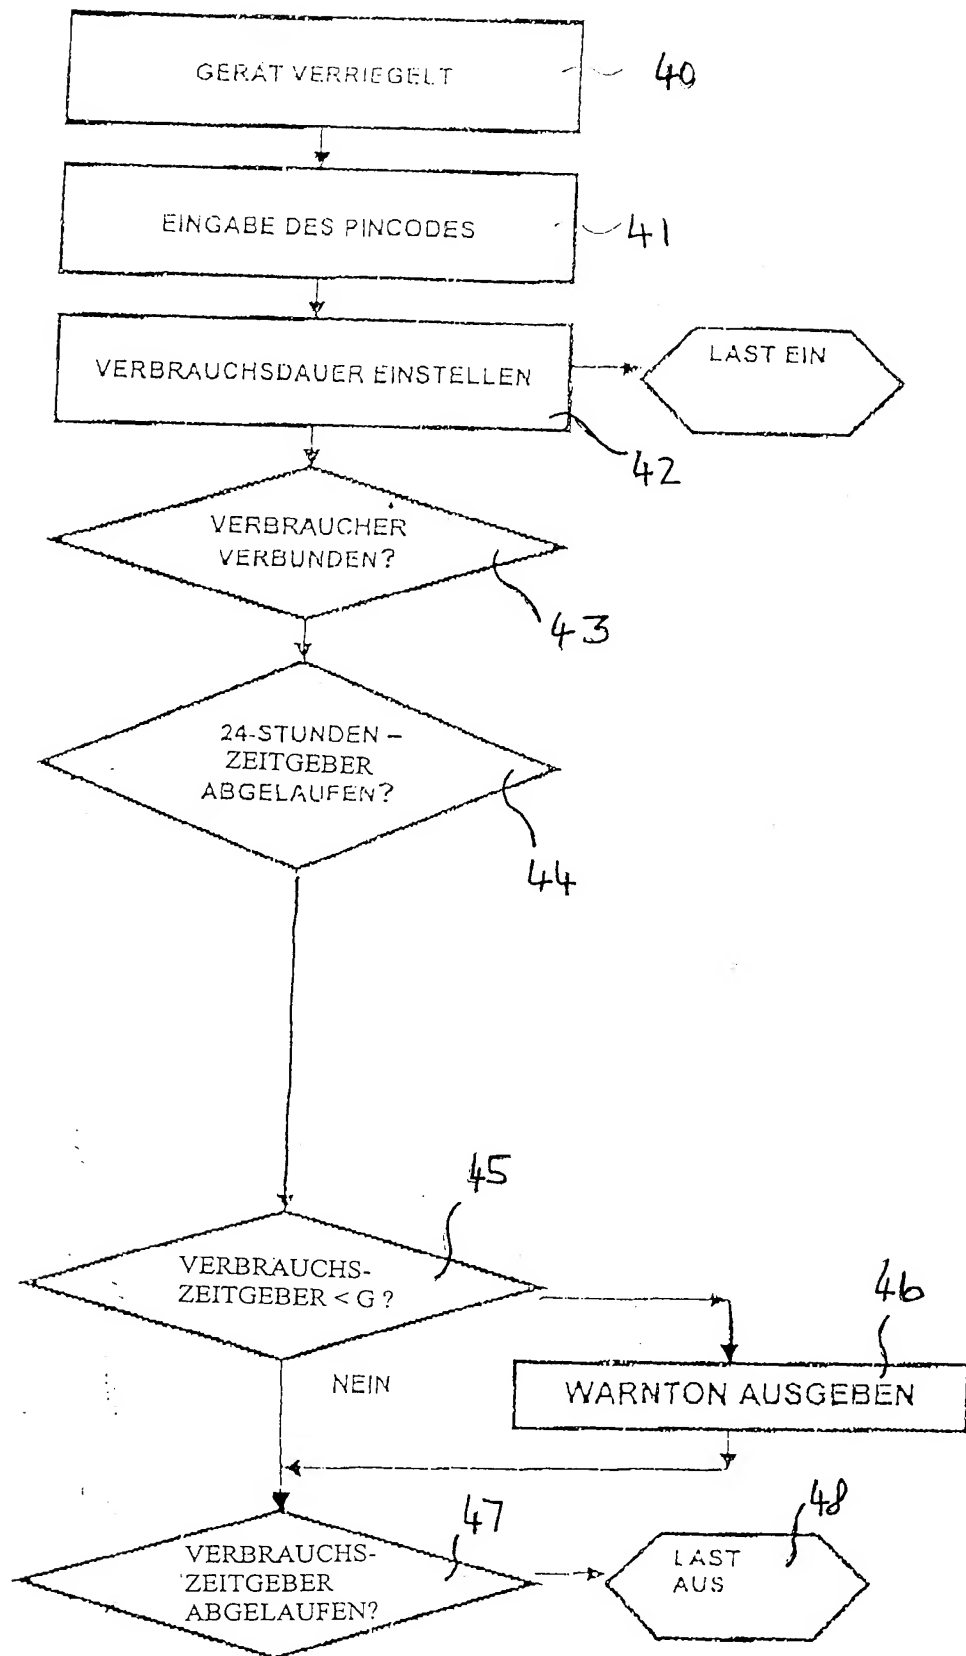 GERÄT VERRIEGELT
40
EINGABE DES PINCODES
41
VERBRAUCHSDAUER EINSTELLEN
LAST EIN
42
VERBRAUCHER
VERBUNDEN?
43
24-STUNDEN –
ZEITGEBER
ABGELAUFEN?
44
45
VERBRAUCHS-
ZEITGEBER < G ?
46
NEIN
WARNTON AUSGEBEN
47
48
VERBRAUCHS-
ZEITGEBER
ABGELAUFEN?
LAST
AUS